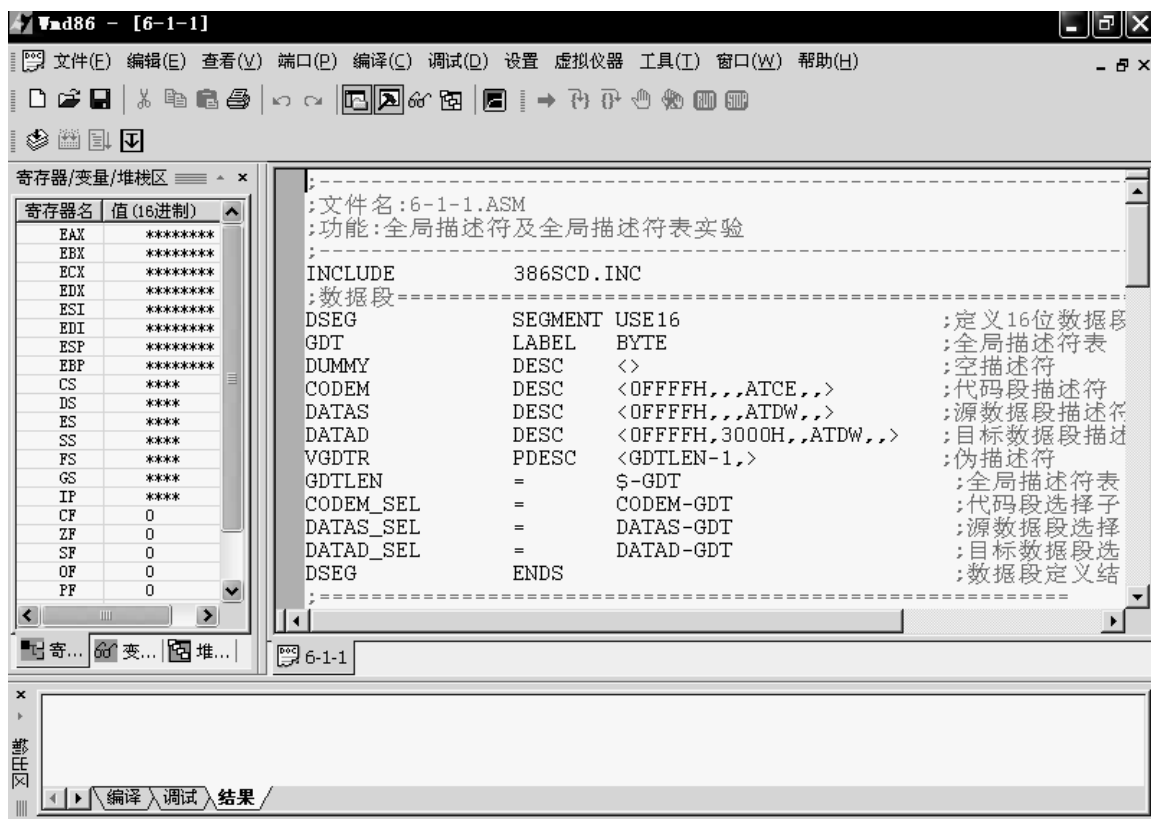 Tmd86 - [6-1-1]
文件(F) 编辑(E) 查看(V) 端口(P) 编译(C) 调试(D) 设置 虚拟仪器 工具(T) 窗口(W) 帮助(H)
寄存器/变量/堆栈区
寄存器名 值(16进制)
EAX ********
EBX ********
ECX ********
EDX ********
ESI ********
EDI ********
ESP ********
EBP ********
CS ****
DS ****
ES ****
SS ****
FS ****
GS ****
IP ****
CF 0
ZF 0
SF 0
OF 0
PF 0
寄... 变... 堆...
;--------------------------------------------------------------
;文件名:6-1-1.ASM
;功能:全局描述符及全局描述符表实验
;--------------------------------------------------------------
INCLUDE 386SCD.INC
;数据段========================================================
DSEG SEGMENT USE16 ;定义16位数据段
GDT LABEL BYTE ;全局描述符表
DUMMY DESC <> ;空描述符
CODEM DESC <0FFFFH,,,ATCE,,> ;代码段描述符
DATAS DESC <0FFFFH,,,ATDW,,> ;源数据段描述符
DATAD DESC <0FFFFH,3000H,,ATDW,,> ;目标数据段描述
VGDTR PDESC <GDTLEN-1,> ;伪描述符
GDTLEN = $-GDT ;全局描述符表
CODEM_SEL = CODEM-GDT ;代码段选择子
DATAS_SEL = DATAS-GDT ;源数据段选择
DATAD_SEL = DATAD-GDT ;目标数据段选
DSEG ENDS ;数据段定义结
;==========================================================
6-1-1
编译 调试 结果